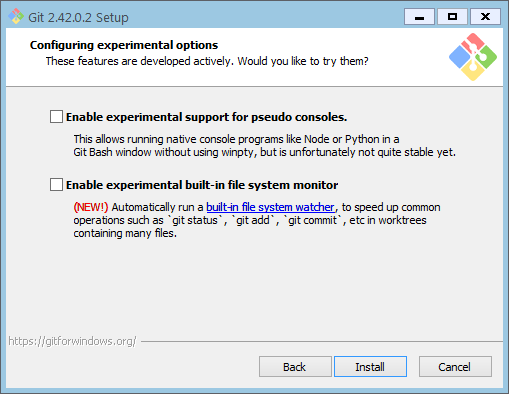 Git 2.42.0.2 Setup
Configuring experimental options
These features are developed actively. Would you like to try them?
Enable experimental support for pseudo consoles.
This allows running native console programs like Node or Python in a
Git Bash window without using winpty, but is unfortunately not quite stable yet.
Enable experimental built-in file system monitor
(NEW!) Automatically run a built-in file system watcher, to speed up common
operations such as `git status`, `git add`, `git commit`, etc in worktrees
containing many files.
https://gitforwindows.org/
Back Install Cancel